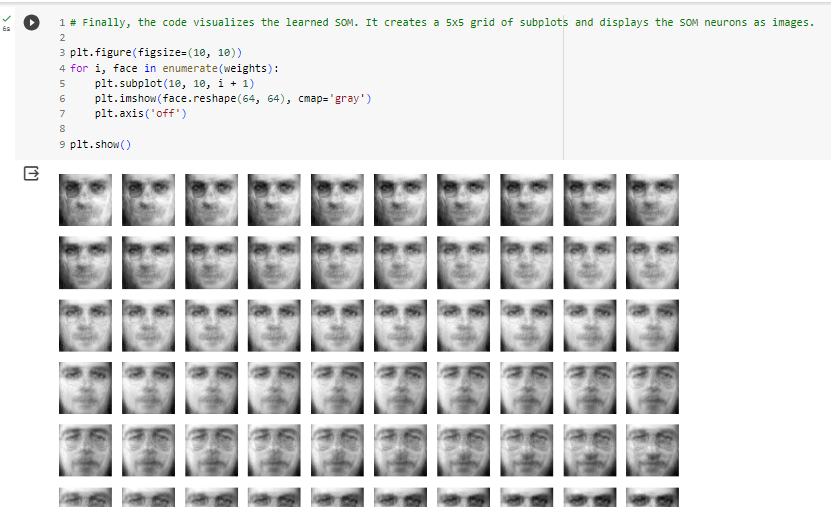 6s
1 # Finally, the code visualizes the learned SOM. It creates a 5x5 grid of subplots and displays the SOM neurons as images.
2
3 plt.figure(figsize=(10, 10))
4 for i, face in enumerate(weights):
5     plt.subplot(10, 10, i + 1)
6     plt.imshow(face.reshape(64, 64), cmap='gray')
7     plt.axis('off')
8
9 plt.show()